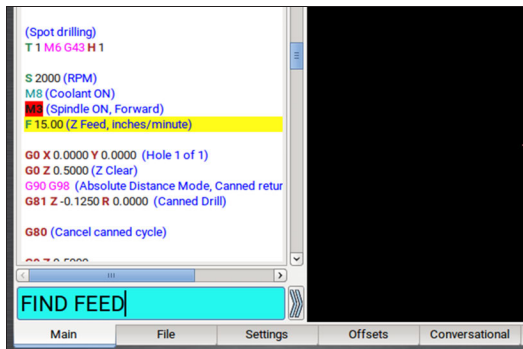 (Spot drilling)
T 1 M6 G43 H 1
S 2000 (RPM)
M8 (Coolant ON)
M3 (Spindle ON, Forward)
F 15.00 (Z Feed, inches/minute)
G0 X 0.0000 Y 0.0000 (Hole 1 of 1)
G0 Z 0.5000 (Z Clear)
G90 G98 (Absolute Distance Mode, Canned retur
G81 Z -0.1250 R 0.0000 (Canned Drill)
G80 (Cancel canned cycle)
G0 Z 0.5000
FIND FEED
Main File Settings Offsets Conversational